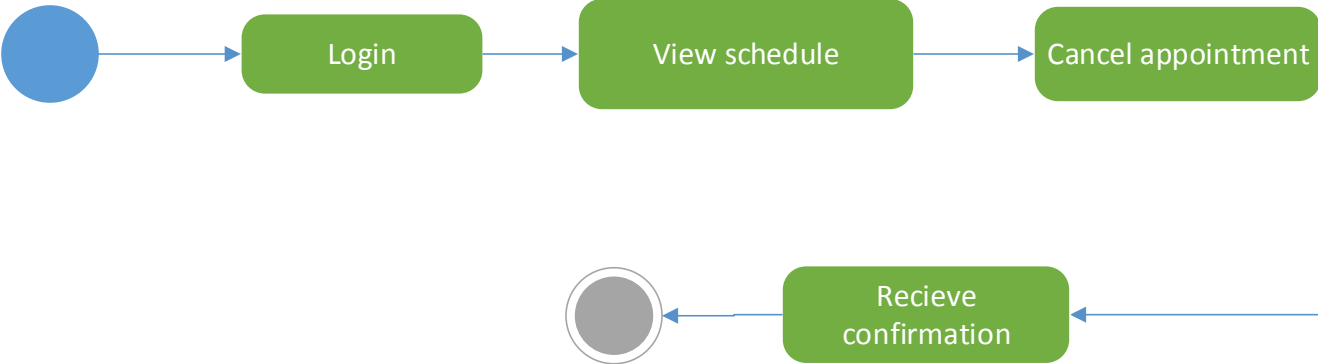 Login
View schedule
Cancel appointment
Recieve
confirmation